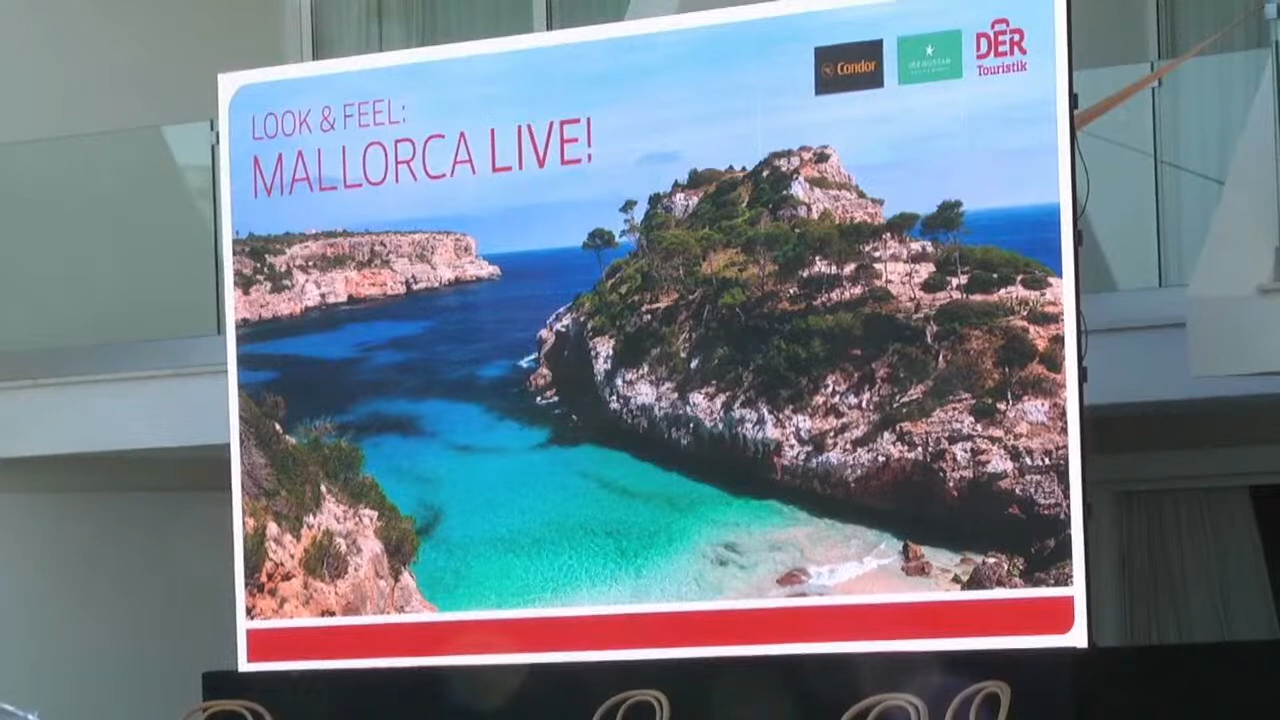 LOOK & FEEL:
MALLORCA LIVE!
Condor
IBEROSTAR
DER
Touristik